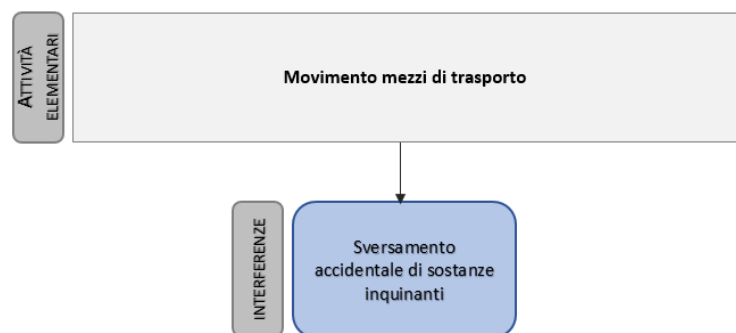 ATTIVITÀ
ELEMENTARI
Movimento mezzi di trasporto
INTERFERENZE
Sversamento
accidentale di sostanze
inquinanti